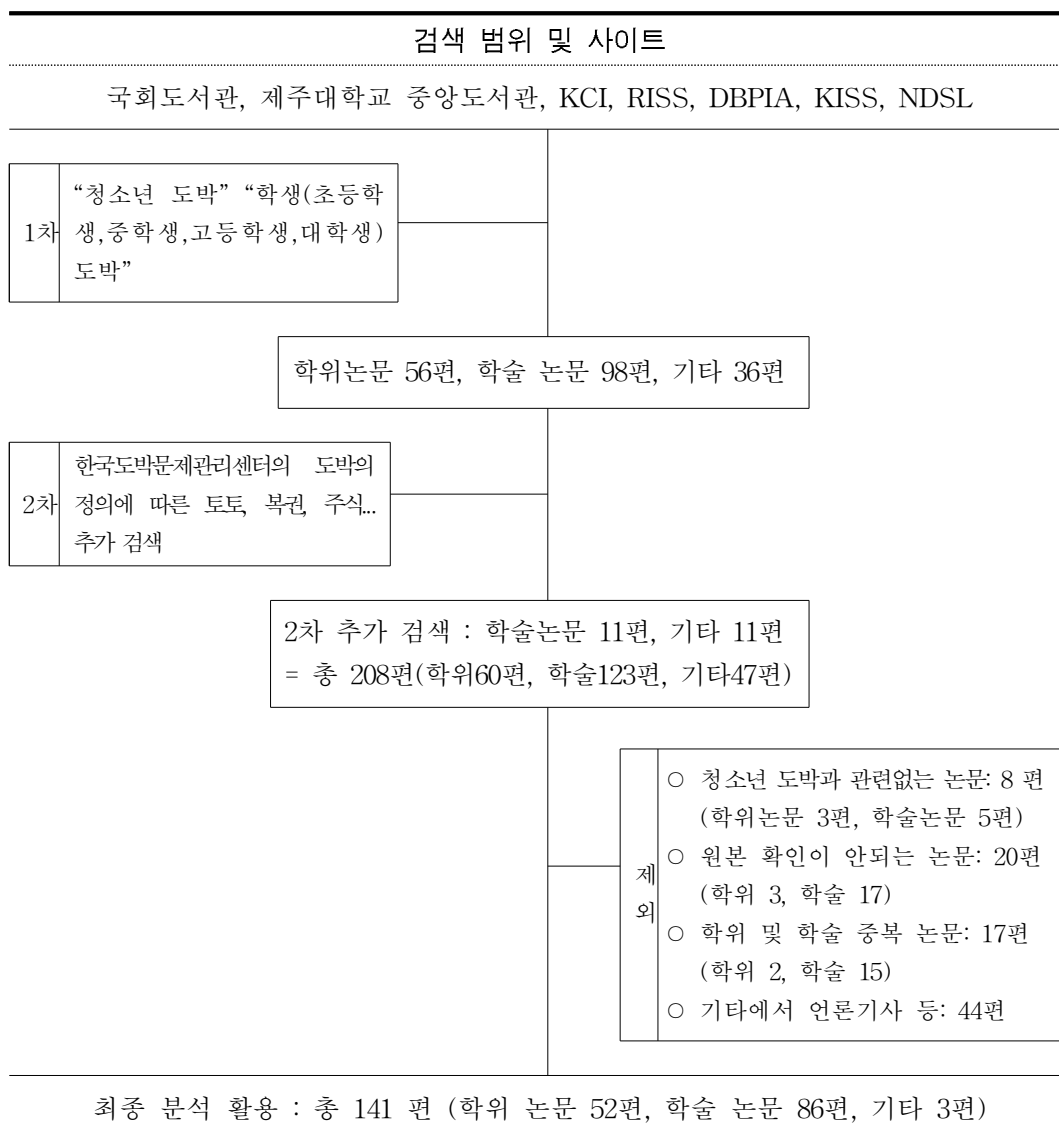 검색 범위 및 사이트
국회도서관, 제주대학교 중앙도서관, KCI, RISS, DBPIA, KISS, NDSL
1차
“청소년 도박” “학생(초등학
생,중학생,고등학생,대학생)
도박”
학위논문 56편, 학술 논문 98편, 기타 36편
2차
한국도박문제관리센터의 도박의
정의에 따른 토토, 복권, 주식...
추가 검색
2차 추가 검색 : 학술논문 11편, 기타 11편
= 총 208편(학위60편, 학술123편, 기타47편)
제
외
○ 청소년 도박과 관련없는 논문: 8 편
(학위논문 3편, 학술논문 5편)
○ 원본 확인이 안되는 논문: 20편
(학위 3, 학술 17)
○ 학위 및 학술 중복 논문: 17편
(학위 2, 학술 15)
○ 기타에서 언론기사 등: 44편
최종 분석 활용 : 총 141 편 (학위 논문 52편, 학술 논문 86편, 기타 3편)